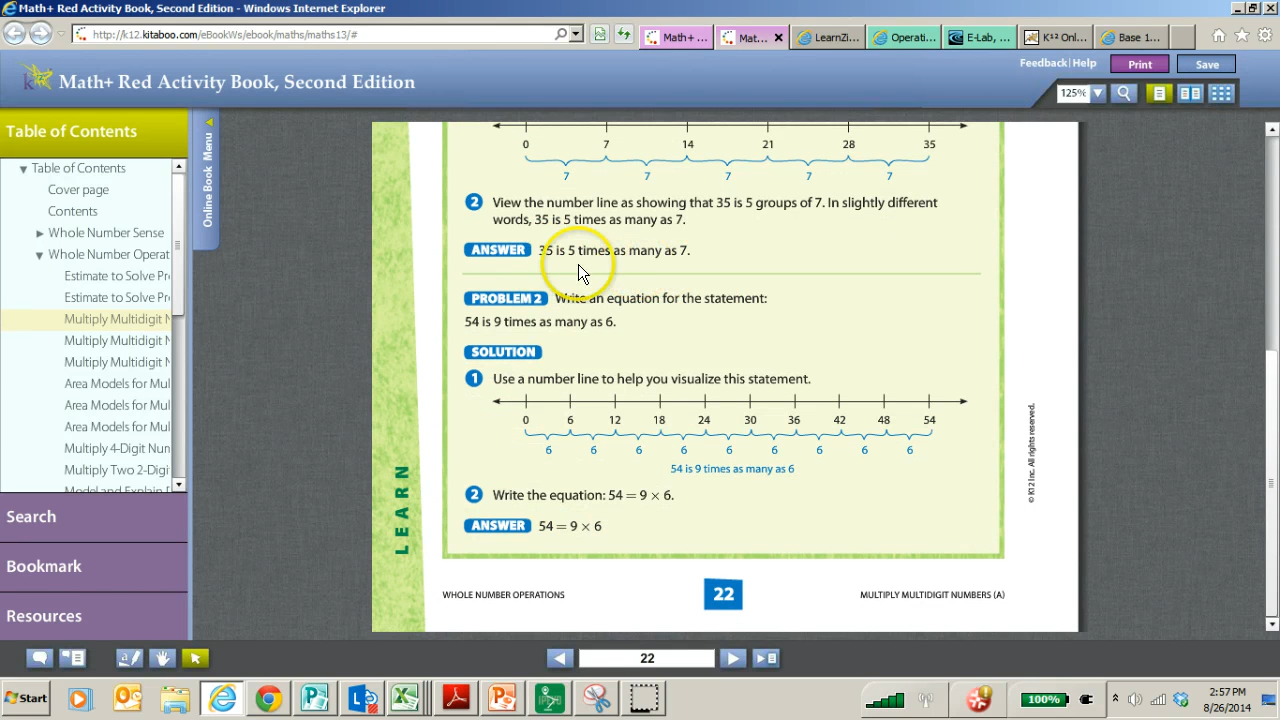 Math+ Red Activity Book, Second Edition - Windows Internet Explorer
http://k12.kitaboo.com/eBookWs/ebook/maths/maths13/#
Math+ ...
Mat...
LearnZi...
Operati...
E-Lab, ...
K¹² Onl...
Base 1...
Feedback | Help
Print
Save
Math+ Red Activity Book, Second Edition
125%
Table of Contents
Online Book Menu
Table of Contents
Cover page
Contents
Whole Number Sense
Whole Number Operat
Estimate to Solve Pr
Estimate to Solve Pr
Multiply Multidigit N
Multiply Multidigit N
Multiply Multidigit N
Area Models for Mul
Area Models for Mul
Area Models for Mul
Multiply 4-Digit Num
Multiply Two 2-Digit
Model and Explain D
Search
Bookmark
Resources
0 7 14 21 28 35
7 7 7 7 7
2 View the number line as showing that 35 is 5 groups of 7. In slightly different
words, 35 is 5 times as many as 7.
ANSWER 35 is 5 times as many as 7.
PROBLEM 2 Write an equation for the statement:
54 is 9 times as many as 6.
SOLUTION
1 Use a number line to help you visualize this statement.
0 6 12 18 24 30 36 42 48 54
6 6 6 6 6 6 6 6 6
54 is 9 times as many as 6
2 Write the equation: 54 = 9 × 6.
ANSWER 54 = 9 × 6
LEARN
© K12 Inc. All rights reserved.
WHOLE NUMBER OPERATIONS
22
MULTIPLY MULTIDIGIT NUMBERS (A)
22
Start
100%
2:57 PM
8/26/2014